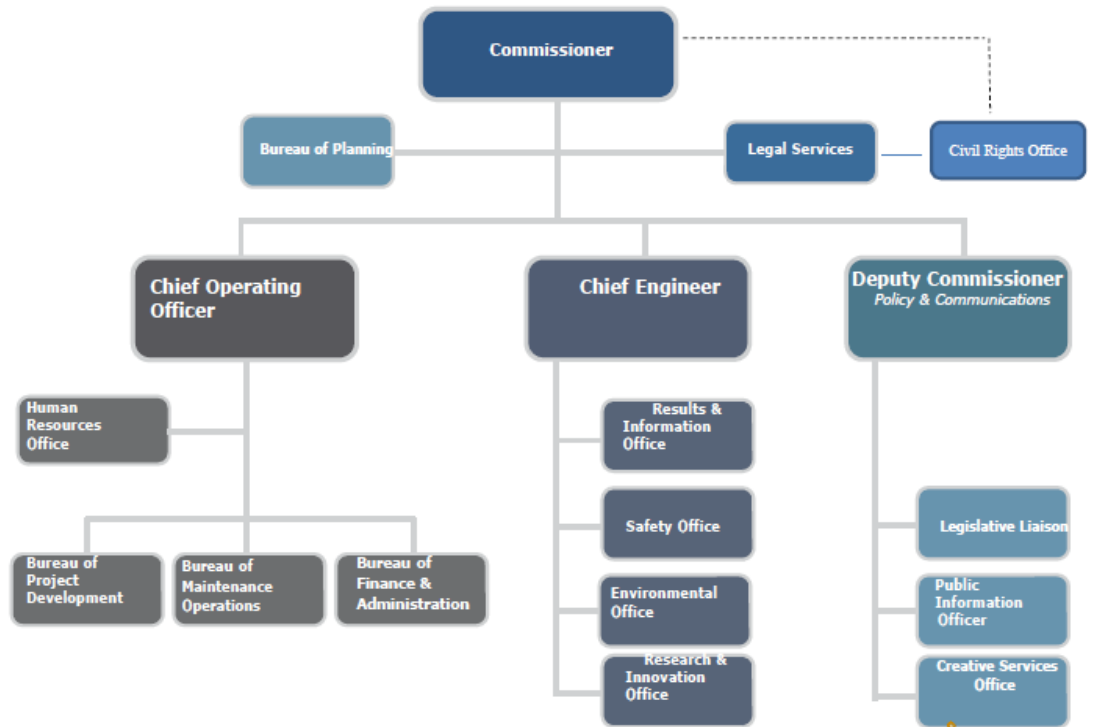 Commissioner
Bureau of Planning
Legal Services
Civil Rights Office
Chief Operating
Officer
Chief Engineer
Deputy Commissioner
Policy & Communications
Human
Resources
Office
Results &
Information
Office
Safety Office
Legislative Liaison
Bureau of
Project
Development
Bureau of
Maintenance
Operations
Bureau of
Finance &
Administration
Environmental
Office
Public
Information
Officer
Research &
Innovation
Office
Creative Services
Office